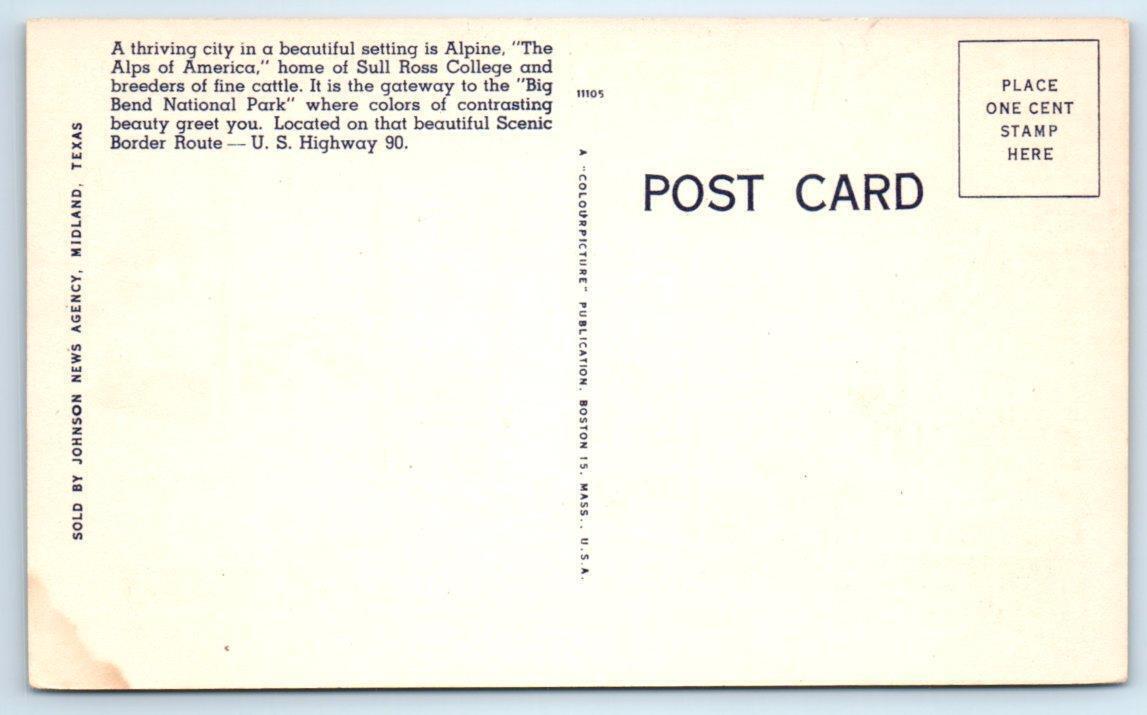 A thriving city in a beautiful setting is Alpine, "The
Alps of America," home of Sull Ross College and
breeders of fine cattle. It is the gateway to the "Big
Bend National Park" where colors of contrasting
beauty greet you. Located on that beautiful Scenic
Border Route — U. S. Highway 90.
SOLD BY JOHNSON NEWS AGENCY, MIDLAND, TEXAS
11105
A "COLOURPICTURE" PUBLICATION. BOSTON 15, MASS., U.S.A.
POST CARD
PLACE
ONE CENT
STAMP
HERE